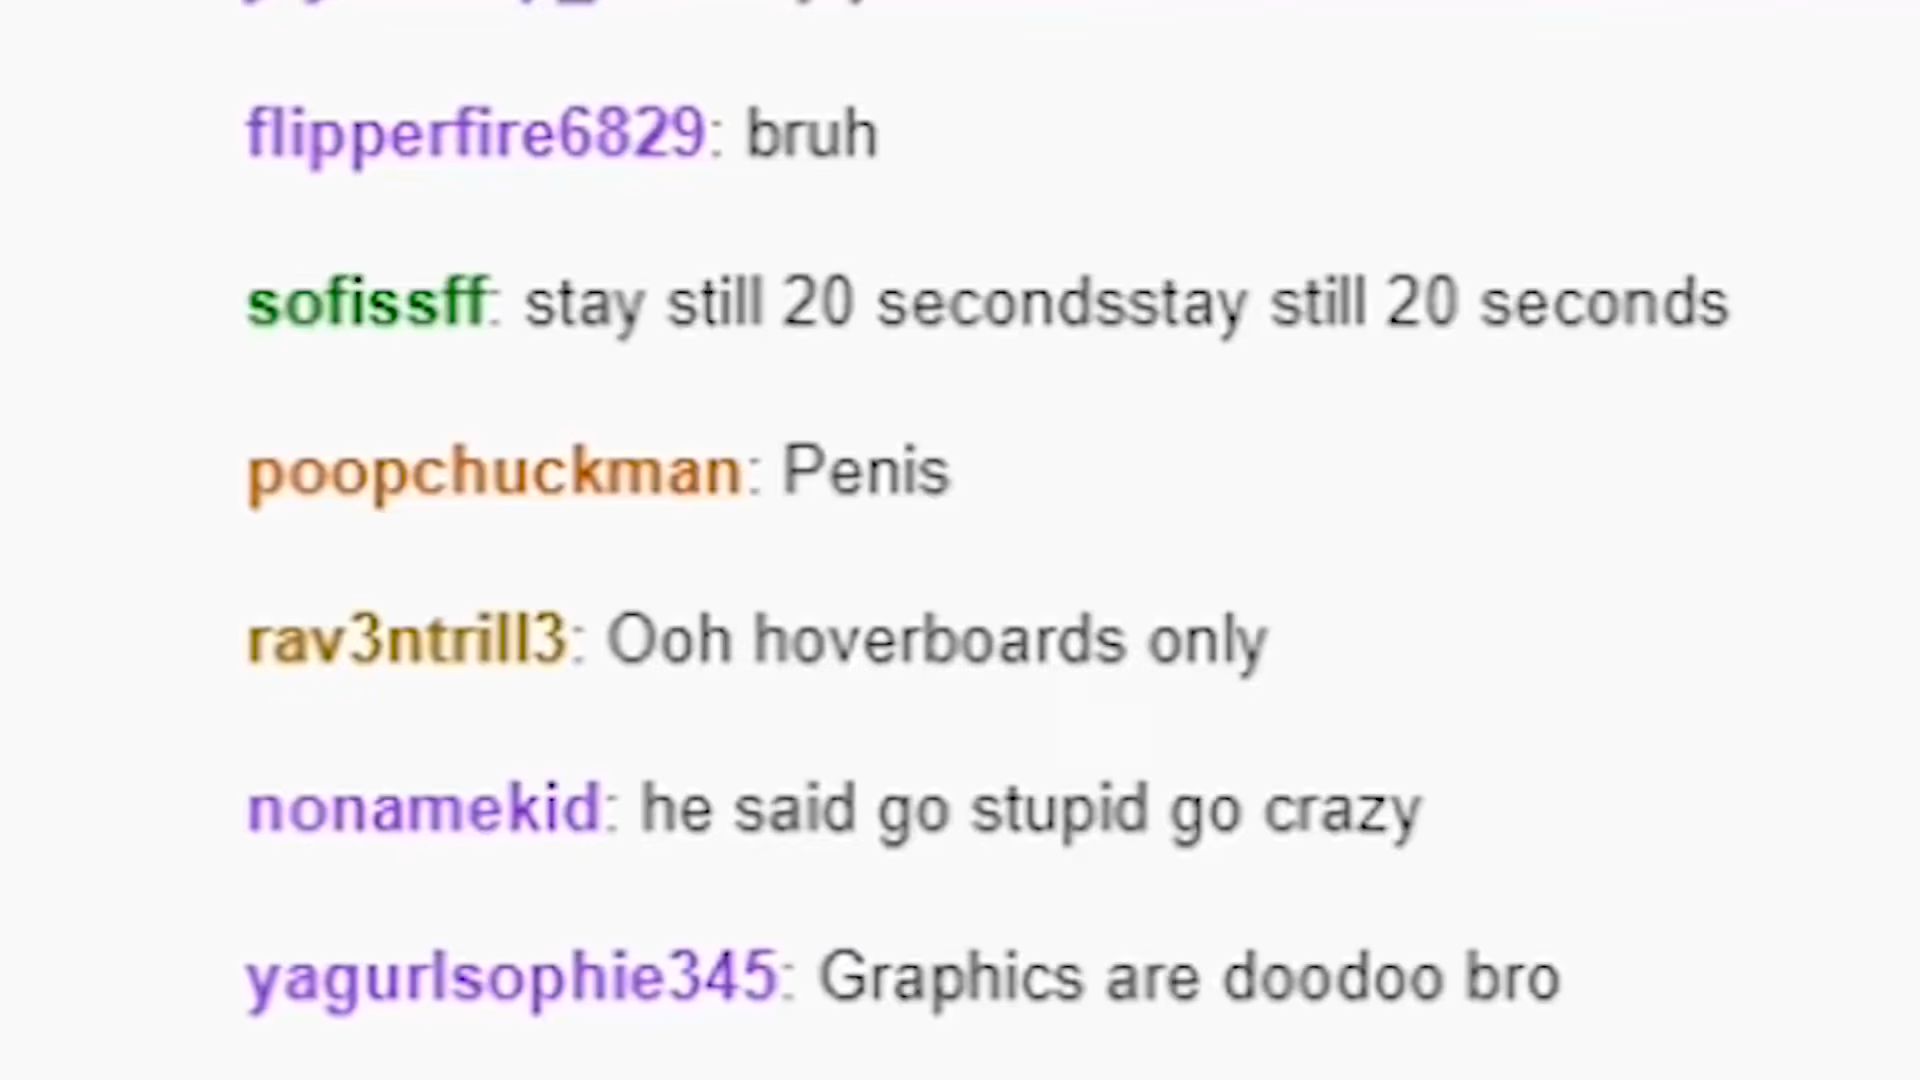 flipperfire6829: bruh
sofissff: stay still 20 secondsstay still 20 seconds
poopchuckman: Penis
rav3ntrill3: Ooh hoverboards only
nonamekid: he said go stupid go crazy
yagurlsophie345: Graphics are doodoo bro